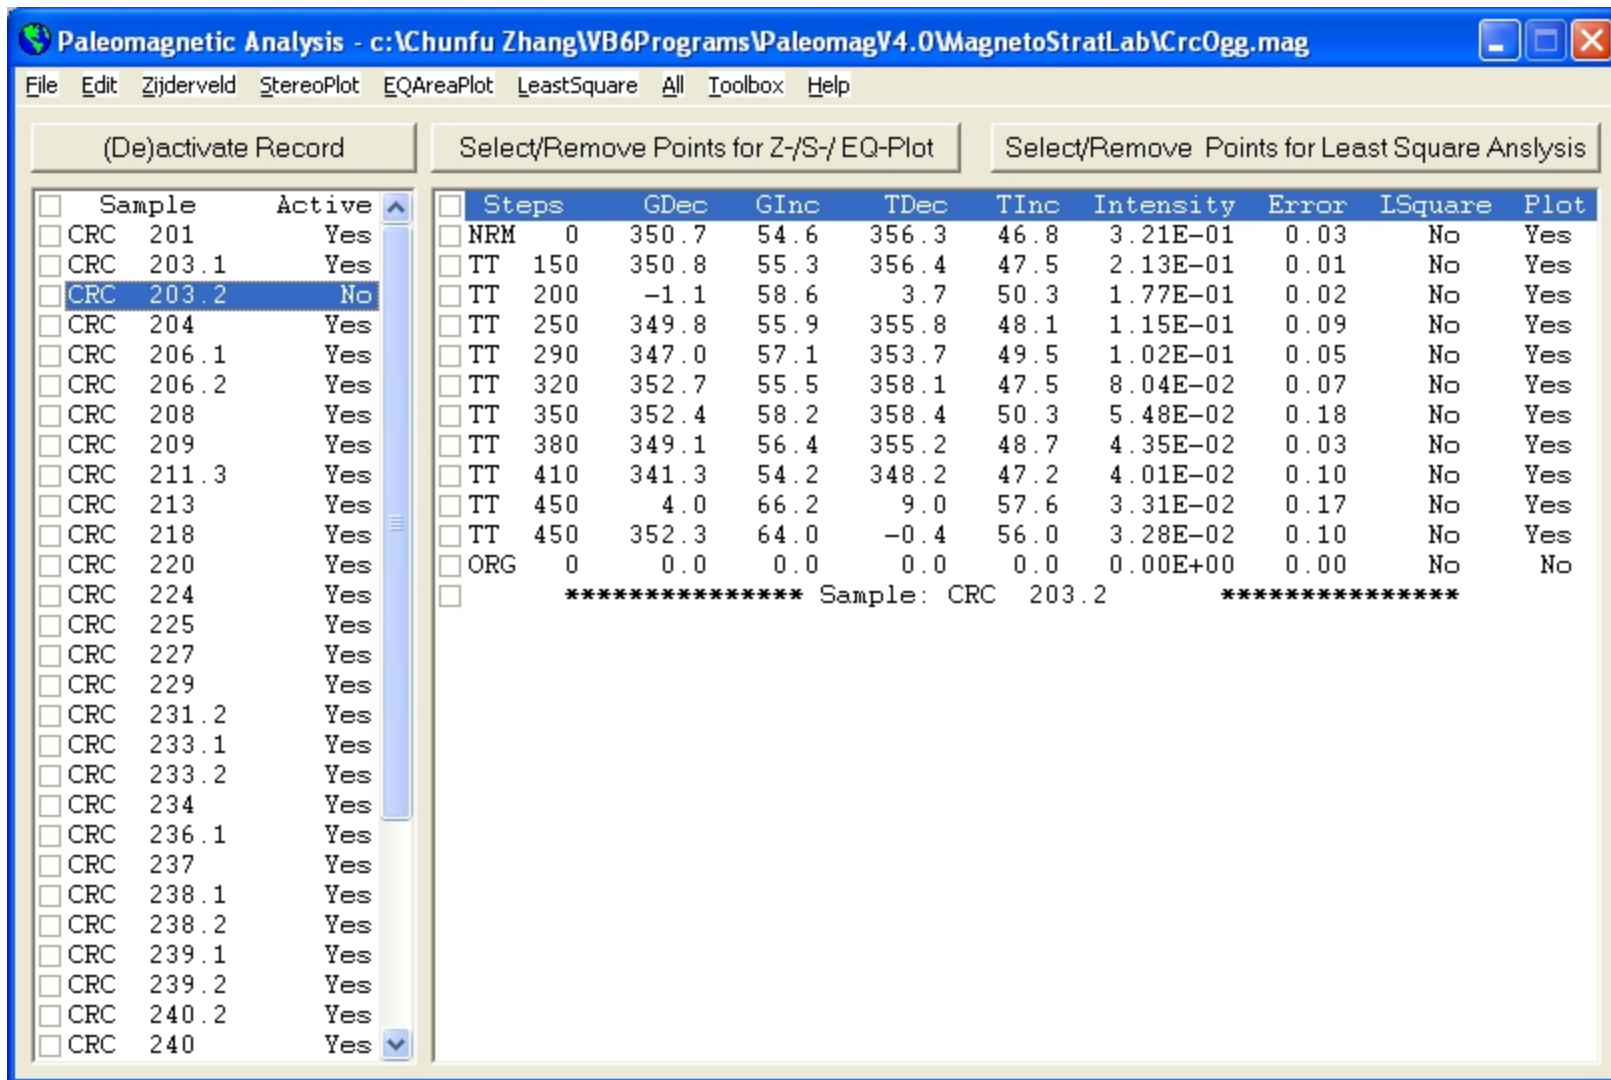 Paleomagnetic Analysis - c:\Chunfu Zhang\VB6Programs\PaleomagV4.0\MagnetoStratLab\CrcOgg.mag
File Edit Zijderveld StereoPlot EQAreaPlot LeastSquare All Toolbox Help
(De)activate Record
Select/Remove Points for Z-/S-/ EQ-Plot
Select/Remove Points for Least Square Anslysis
Sample Active
CRC 201 Yes
CRC 203.1 Yes
CRC 203.2 No
CRC 204 Yes
CRC 206.1 Yes
CRC 206.2 Yes
CRC 208 Yes
CRC 209 Yes
CRC 211.3 Yes
CRC 213 Yes
CRC 218 Yes
CRC 220 Yes
CRC 224 Yes
CRC 225 Yes
CRC 227 Yes
CRC 229 Yes
CRC 231.2 Yes
CRC 233.1 Yes
CRC 233.2 Yes
CRC 234 Yes
CRC 236.1 Yes
CRC 237 Yes
CRC 238.1 Yes
CRC 238.2 Yes
CRC 239.1 Yes
CRC 239.2 Yes
CRC 240.2 Yes
CRC 240 Yes
Steps GDec GInc TDec TInc Intensity Error LSquare Plot
NRM 0 350.7 54.6 356.3 46.8 3.21E-01 0.03 No Yes
TT 150 350.8 55.3 356.4 47.5 2.13E-01 0.01 No Yes
TT 200 -1.1 58.6 3.7 50.3 1.77E-01 0.02 No Yes
TT 250 349.8 55.9 355.8 48.1 1.15E-01 0.09 No Yes
TT 290 347.0 57.1 353.7 49.5 1.02E-01 0.05 No Yes
TT 320 352.7 55.5 358.1 47.5 8.04E-02 0.07 No Yes
TT 350 352.4 58.2 358.4 50.3 5.48E-02 0.18 No Yes
TT 380 349.1 56.4 355.2 48.7 4.35E-02 0.03 No Yes
TT 410 341.3 54.2 348.2 47.2 4.01E-02 0.10 No Yes
TT 450 4.0 66.2 9.0 57.6 3.31E-02 0.17 No Yes
TT 450 352.3 64.0 -0.4 56.0 3.28E-02 0.10 No Yes
ORG 0 0.0 0.0 0.0 0.0 0.00E+00 0.00 No No
*************** Sample: CRC 203.2 ***************